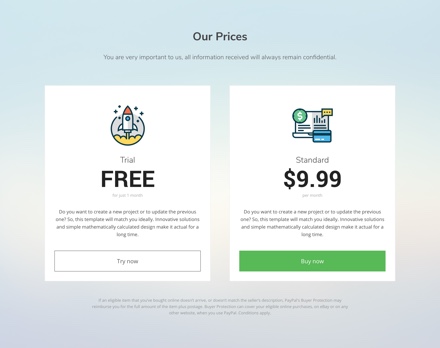 Our Prices
You are very important to us, all information received will always remain confidential.
Trial
FREE
for just 1 month
Do you want to create a new project or to update the previous
one? So, this template will match you ideally. Innovative solutions
and simple mathematically calculated design make it actual for a
long time.
Try now
Standard
$9.99
per month
Do you want to create a new project or to update the previous
one? So, this template will match you ideally. Innovative solutions
and simple mathematically calculated design make it actual for a
long time.
Buy now
If an eligible item that you've bought online doesn't arrive, or doesn't match the seller's description, PayPal's Buyer Protection may
reimburse you for the full amount of the item plus postage. Buyer Protection can cover your eligible online purchases, on eBay or on any
other website, when you use PayPal. Conditions apply.